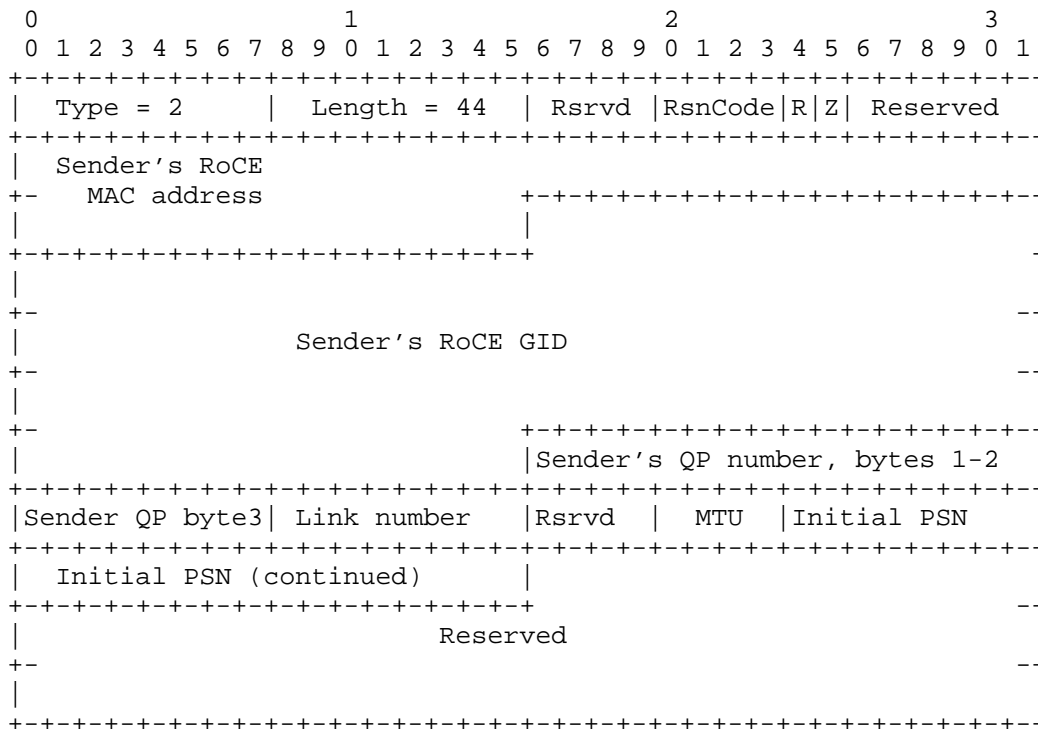 0                   1                   2                   3
 0 1 2 3 4 5 6 7 8 9 0 1 2 3 4 5 6 7 8 9 0 1 2 3 4 5 6 7 8 9 0 1
+-+-+-+-+-+-+-+-+-+-+-+-+-+-+-+-+-+-+-+-+-+-+-+-+-+-+-+-+-+-+-+--
|  Type = 2     |  Length = 44  | Rsrvd |RsnCode|R|Z| Reserved
+-+-+-+-+-+-+-+-+-+-+-+-+-+-+-+-+-+-+-+-+-+-+-+-+-+-+-+-+-+-+-+--
|  Sender’s RoCE
+-   MAC address                +-+-+-+-+-+-+-+-+-+-+-+-+-+-+-+--
|                               |
+-+-+-+-+-+-+-+-+-+-+-+-+-+-+-+-+                               -
|
+-                                                             --
|                 Sender’s RoCE GID
+-                                                             --
|
+-                              +-+-+-+-+-+-+-+-+-+-+-+-+-+-+-+--
|                               |Sender’s QP number, bytes 1-2
+-+-+-+-+-+-+-+-+-+-+-+-+-+-+-+-+-+-+-+-+-+-+-+-+-+-+-+-+-+-+-+--
|Sender QP byte3| Link number   |Rsrvd  |  MTU  |Initial PSN
+-+-+-+-+-+-+-+-+-+-+-+-+-+-+-+-+-+-+-+-+-+-+-+-+-+-+-+-+-+-+-+--
|  Initial PSN (continued)      |
+-+-+-+-+-+-+-+-+-+-+-+-+-+-+-+-+                              --
|                          Reserved
+-                                                             --
|
+-+-+-+-+-+-+-+-+-+-+-+-+-+-+-+-+-+-+-+-+-+-+-+-+-+-+-+-+-+-+-+--